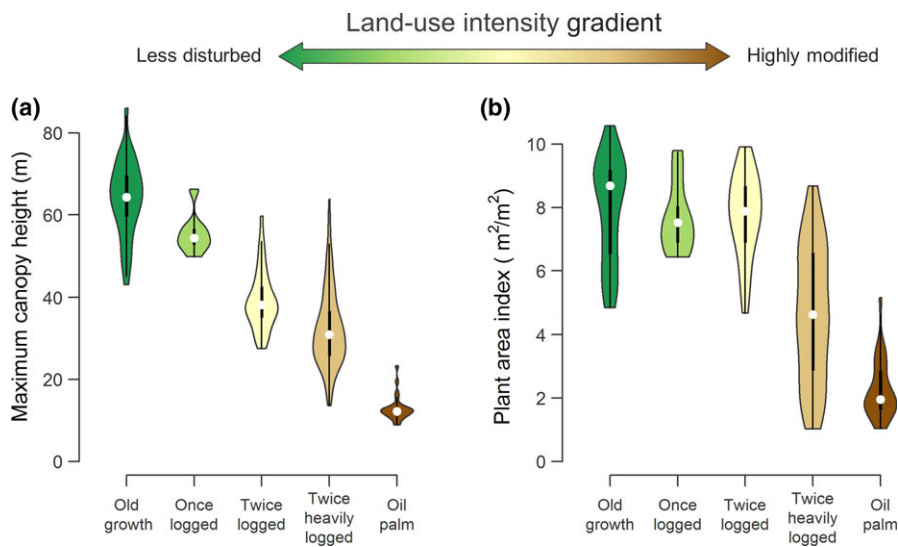 Land-use intensity gradient
Less disturbed
Highly modified
(a)
Maximum canopy height (m)
80
60
40
20
0
Old
growth
Once
logged
Twice
logged
Twice
heavily
logged
Oil
palm
(b)
Plant area index ( m²/m²)
10
8
6
4
2
0
Old
growth
Once
logged
Twice
logged
Twice
heavily
logged
Oil
palm